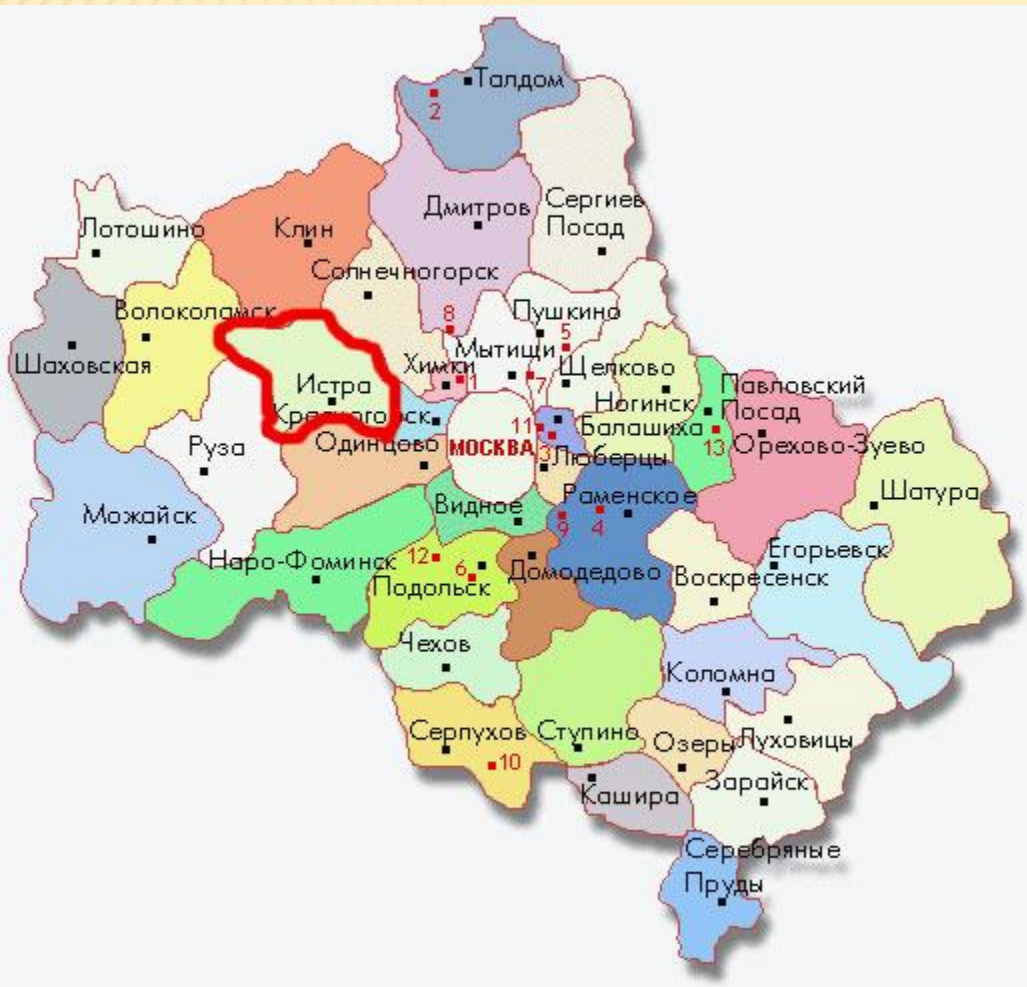 Талдом
2
Сергиев
Посад
Дмитров
Лотошино
Клин
Солнечногорск
Волоколамск
8
Пушкино
5
Шаховская
Мытищи
Химки
1
7
Щелково
Истра
Ногинск
Павловский
Посад
Красногорск
11
Балашиха
13
Руза
Одинцово
МОСКВА
3
Люберцы
Орехово-Зуево
Можайск
Видное
Раменское
9
4
Шатура
Наро-Фоминск
12
6
Подольск
Домодедово
Воскресенск
Егорьевск
Чехов
Коломна
Серпухов
10
Ступино
Озеры
Луховицы
Кашира
Зарайск
Серебряные
Пруды